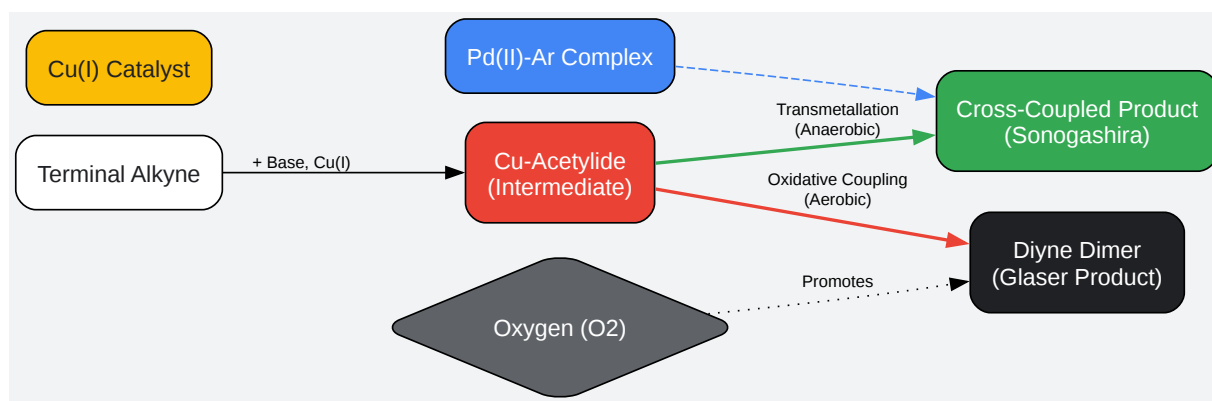 Cu(I) Catalyst
Pd(II)-Ar Complex
Cross-Coupled Product
(Sonogashira)
Transmetallation
(Anaerobic)
Terminal Alkyne
+ Base, Cu(I)
Cu-Acetylide
(Intermediate)
Oxidative Coupling
(Aerobic)
Diyne Dimer
(Glaser Product)
Promotes
Oxygen (O2)